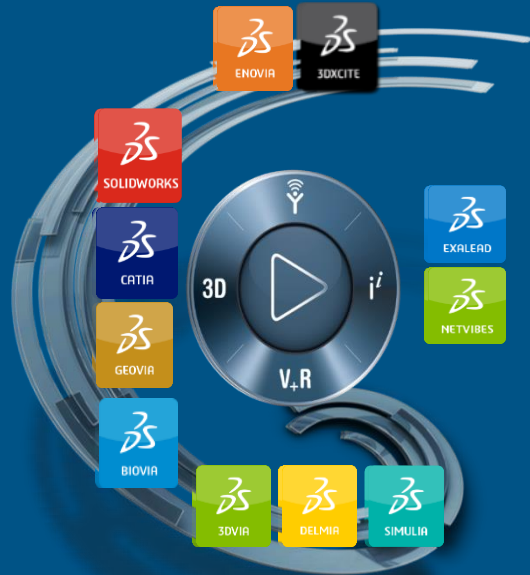 ENOVIA
3DXCITE
SOLIDWORKS
CATIA
GEOVIA
BIOVIA
3D
i i
V+R
EXALEAD
NETVIBES
3DVIA
DELMIA
SIMULIA